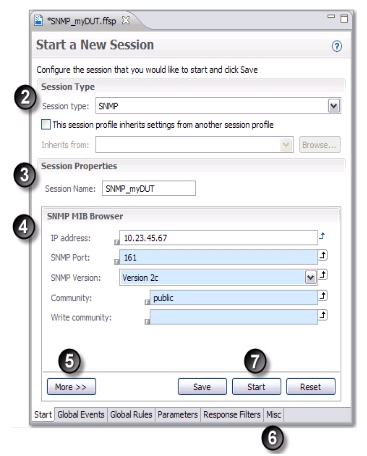 *SNMP_myDUT.ffsp
Start a New Session
?
Configure the session that you would like to start and click Save
Session Type
2
Session type: SNMP
This session profile inherits settings from another session profile
Inherits from: Browse...
3
Session Properties
Session Name: SNMP_myDUT
4
SNMP MIB Browser
IP address: 10.23.45.67
SNMP Port: 161
SNMP Version: Version 2c
Community: public
Write community:
5 7
More >> Save Start Reset
Start Global Events Global Rules Parameters Response Filters Misc
6